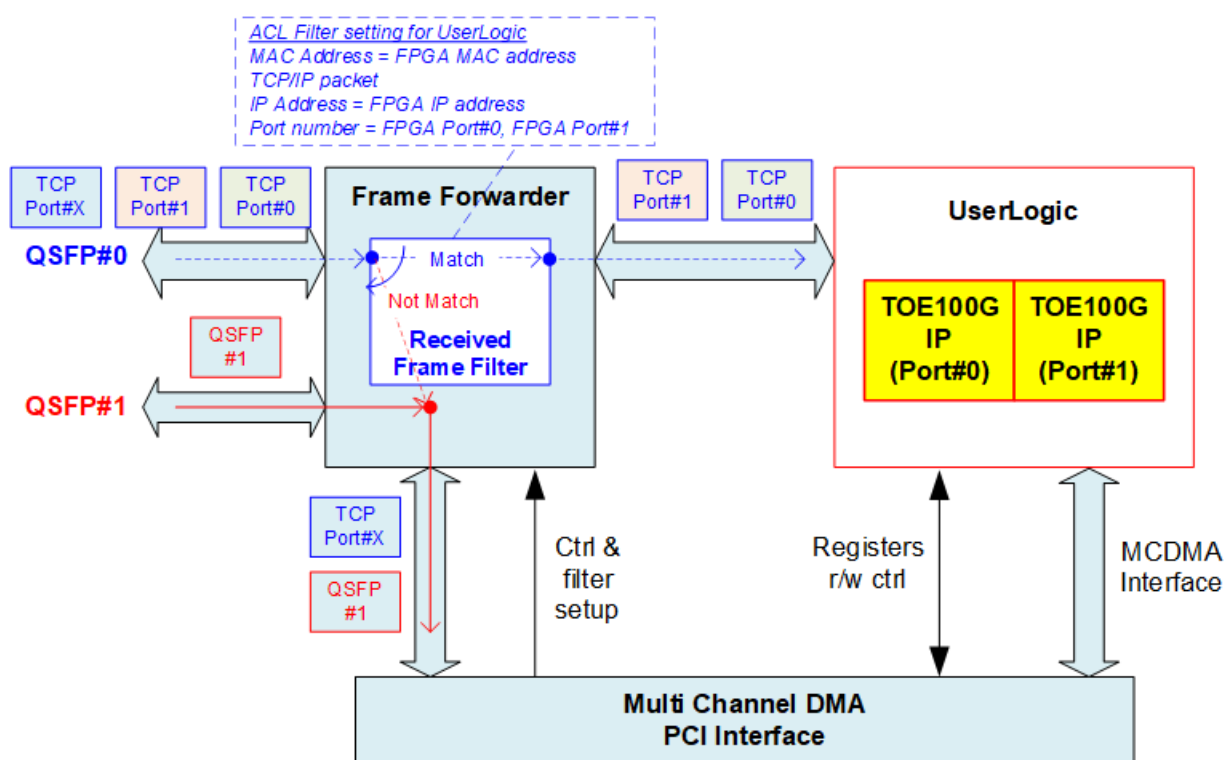 ACL Filter setting for UserLogic
MAC Address = FPGA MAC address
TCP/IP packet
IP Address = FPGA IP address
Port number = FPGA Port#0, FPGA Port#1
TCP
Port#X
TCP
Port#1
TCP
Port#0
Frame Forwarder
TCP
Port#1
TCP
Port#0
UserLogic
QSFP#0
Match
Not Match
Received
Frame Filter
QSFP
#1
QSFP#1
TOE100G
IP
(Port#0)
TOE100G
IP
(Port#1)
TCP
Port#X
QSFP
#1
Ctrl &
filter
setup
Registers
r/w ctrl
MCDMA
Interface
Multi Channel DMA
PCI Interface